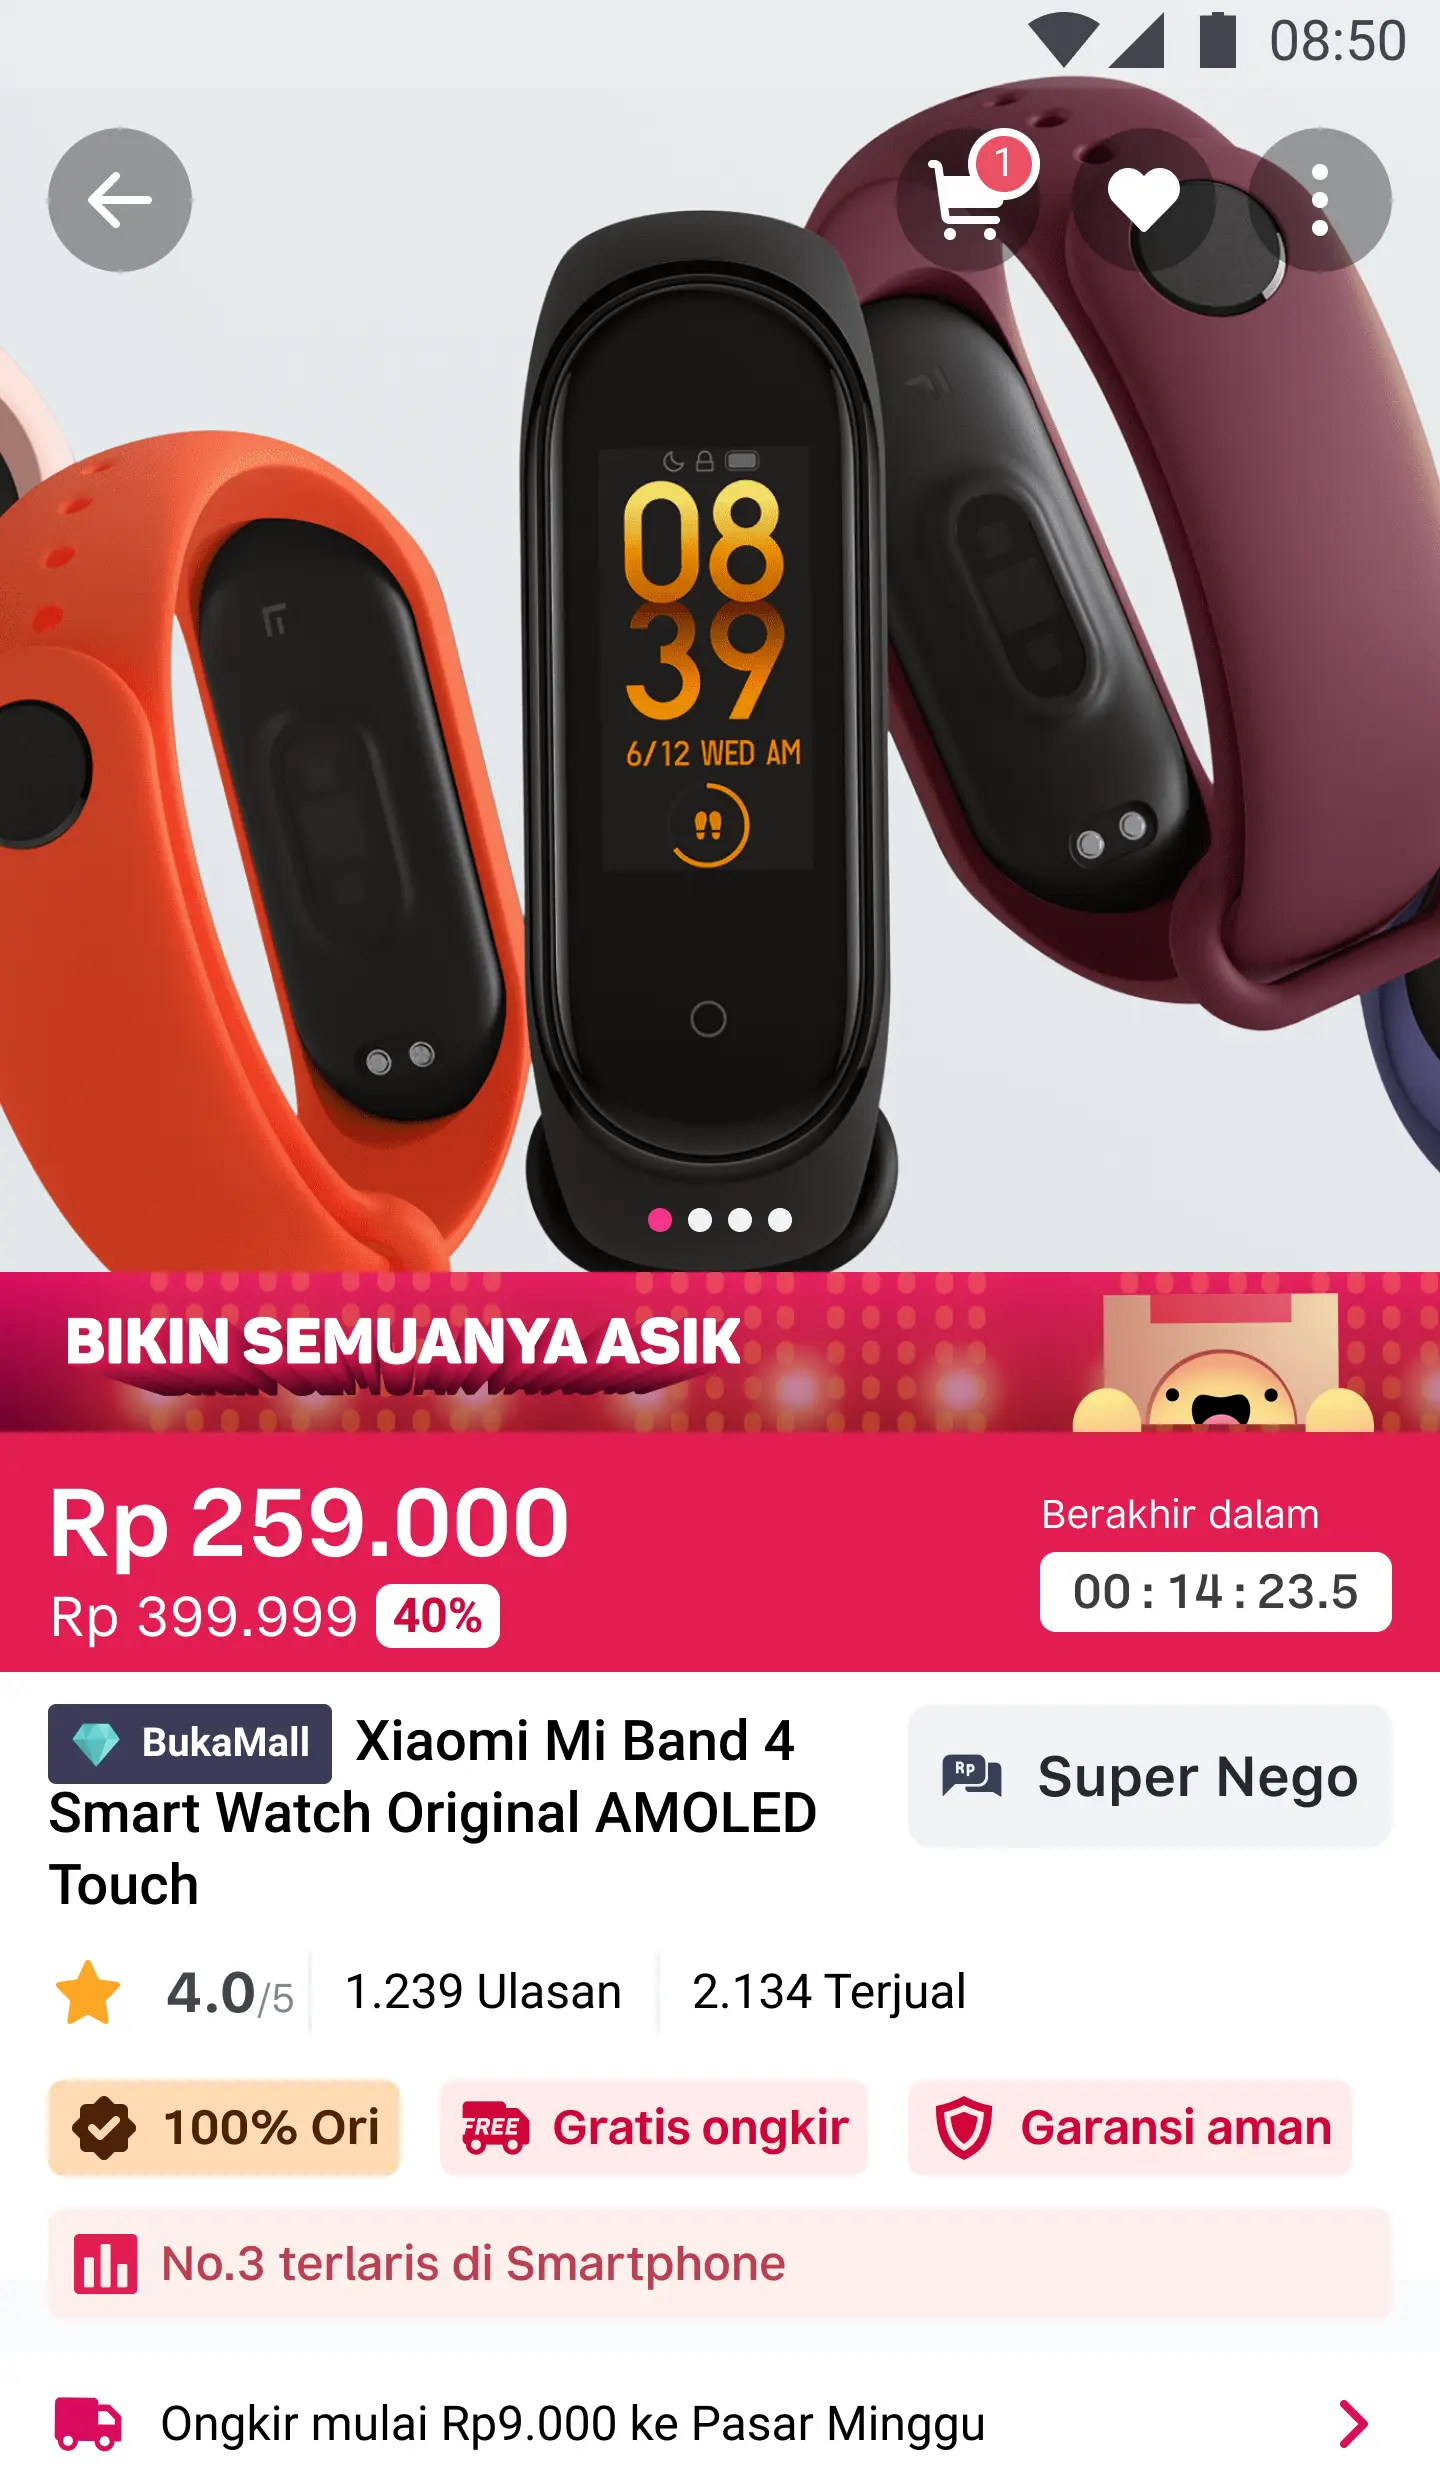 08:50
1
08
39
6/12 WED AM
BIKIN SEMUANYA ASIK
Rp 259.000
Berakhir dalam
Rp 399.999 40%
00 : 14 : 23.5
BukaMall Xiaomi Mi Band 4
Smart Watch Original AMOLED
Touch
Rp Super Nego
4.0/5 1.239 Ulasan 2.134 Terjual
100% Ori FREE Gratis ongkir Garansi aman
No.3 terlaris di Smartphone
Ongkir mulai Rp9.000 ke Pasar Minggu